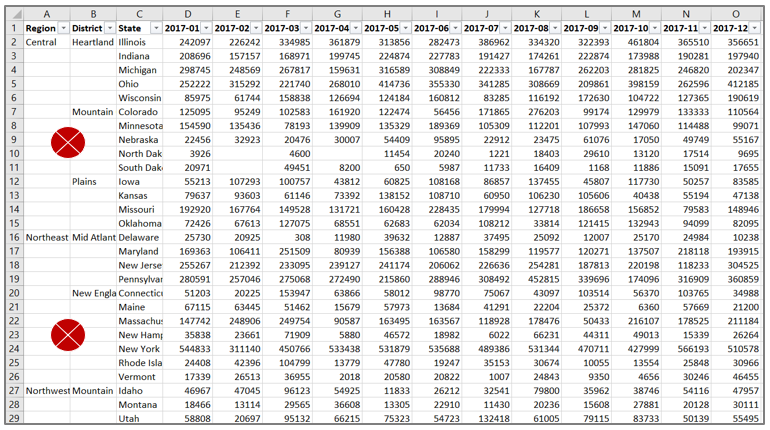 A B C D E F G H I J K L M N O
1 Region District State 2017-01 2017-02 2017-03 2017-04 2017-05 2017-06 2017-07 2017-08 2017-09 2017-10 2017-11 2017-12
2 Central Heartland Illinois 242097 226242 334985 361879 313856 282473 386962 334320 322393 461804 365510 356651
3 Indiana 208696 157157 168971 199745 224874 227783 191427 174261 222874 173988 190281 197940
4 Michigan 298745 248569 267817 159631 316589 308849 222333 167787 262203 281825 246820 202347
5 Ohio 252222 315292 221740 268010 414736 355330 341285 308669 209861 398159 262596 412185
6 Wisconsin 85975 61744 158838 126694 124184 160812 83285 116192 172630 104722 127365 190619
7 Mountain Colorado 125095 95249 102583 161920 122474 56456 171865 276203 99174 129979 133333 110564
8 Minnesota 154590 135436 78193 139909 135329 189369 105309 112201 107993 147060 114488 99071
9 Nebraska 22456 32923 20476 30007 54409 95895 22912 23475 61076 17050 49749 55167
10 North Dak 3926 4600 11454 20240 1221 18403 29610 13120 17514 9695
11 South Dak 20971 49451 8200 650 5987 11733 16409 1168 11886 15091 17655
12 Plains Iowa 55213 107293 100757 43812 60825 108168 86857 137455 45807 117730 50257 83585
13 Kansas 79637 93603 61146 73392 138152 108710 60950 106230 105606 40438 55194 47138
14 Missouri 192920 167764 149528 131721 160428 228435 179994 127718 186658 156852 79583 148946
15 Oklahoma 72426 67613 127075 68551 62683 62034 108212 33814 121415 132943 94099 82095
16 Northeast Mid Atlant Delaware 25730 20925 308 11980 39632 12887 37495 25092 12007 25170 24984 10238
17 Maryland 169363 106411 251509 80939 156388 106580 158299 119577 120271 137507 218118 193915
18 New Jerse 255267 212392 233095 239127 241174 206062 226636 254281 187813 220198 118233 304525
19 Pennsylvan 280591 257046 275068 272490 215860 288946 308492 452815 339696 174096 316909 360859
20 New Engla Connecticu 51203 20225 153947 63866 58012 98770 75067 43097 103514 56370 103765 34988
21 Maine 67115 63445 51462 15679 57973 13684 41291 22204 25372 6360 57669 21200
22 Massachus 147742 248906 249754 90587 163495 163567 118928 178476 50433 216107 178525 211184
23 New Hamp 35838 23661 71909 5880 46572 18982 6022 66231 44311 49013 15339 26264
24 New York 544833 311140 450766 533438 531879 535688 489386 531344 470711 427999 566193 510578
25 Rhode Isla 24408 42396 104799 13779 47780 19247 35153 30674 10055 13554 25848 30966
26 Vermont 17339 26513 36955 2018 20580 20822 1007 24843 9350 4656 30246 46455
27 Northwest Mountain Idaho 46967 47045 96123 54925 11833 26212 32541 79800 35962 38746 54116 47957
28 Montana 18466 13114 29565 36608 13305 22910 11430 20236 15608 27881 20128 30111
29 Utah 58808 20697 95132 66215 75323 54723 132418 61005 79115 83733 50139 55495